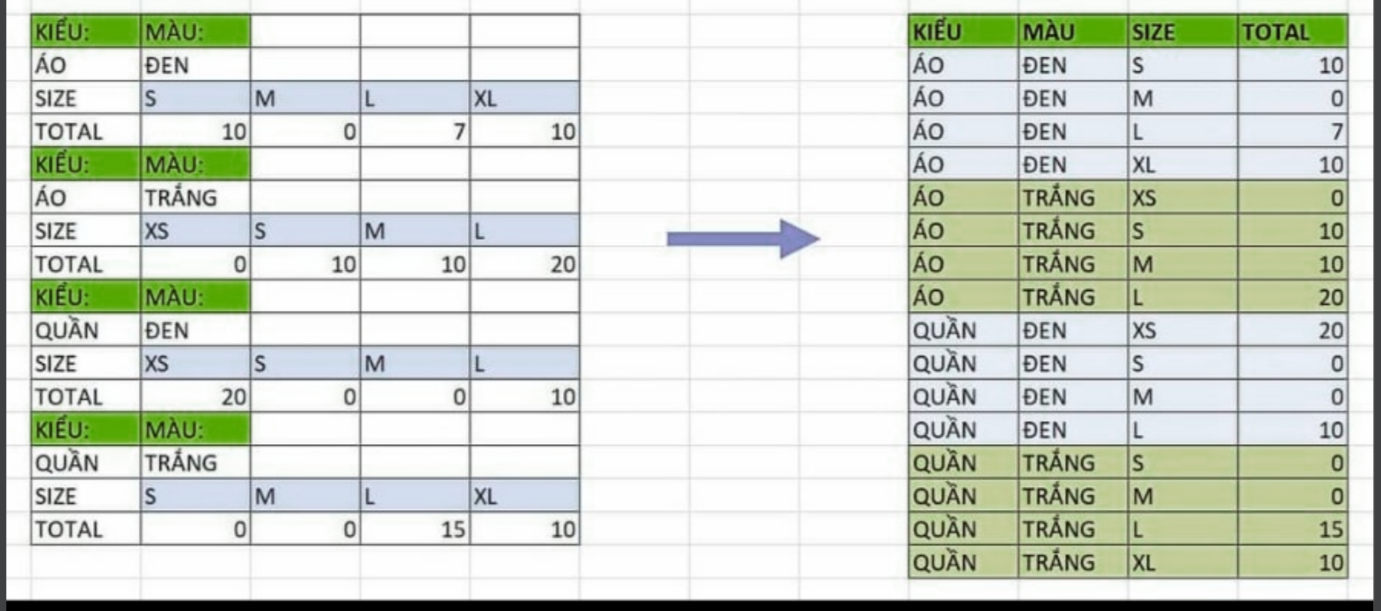 KIỂU: MÀU:
ÁO ĐEN
SIZE S M L XL
TOTAL 10 0 7 10
KIỂU: MÀU:
ÁO TRẮNG
SIZE XS S M L
TOTAL 0 10 10 20
KIỂU: MÀU:
QUẦN ĐEN
SIZE XS S M L
TOTAL 20 0 0 10
KIỂU: MÀU:
QUẦN TRẮNG
SIZE S M L XL
TOTAL 0 0 15 10
KIỂU MÀU SIZE TOTAL
ÁO ĐEN S 10
ÁO ĐEN M 0
ÁO ĐEN L 7
ÁO ĐEN XL 10
ÁO TRẮNG XS 0
ÁO TRẮNG S 10
ÁO TRẮNG M 10
ÁO TRẮNG L 20
QUẦN ĐEN XS 20
QUẦN ĐEN S 0
QUẦN ĐEN M 0
QUẦN ĐEN L 10
QUẦN TRẮNG S 0
QUẦN TRẮNG M 0
QUẦN TRẮNG L 15
QUẦN TRẮNG XL 10